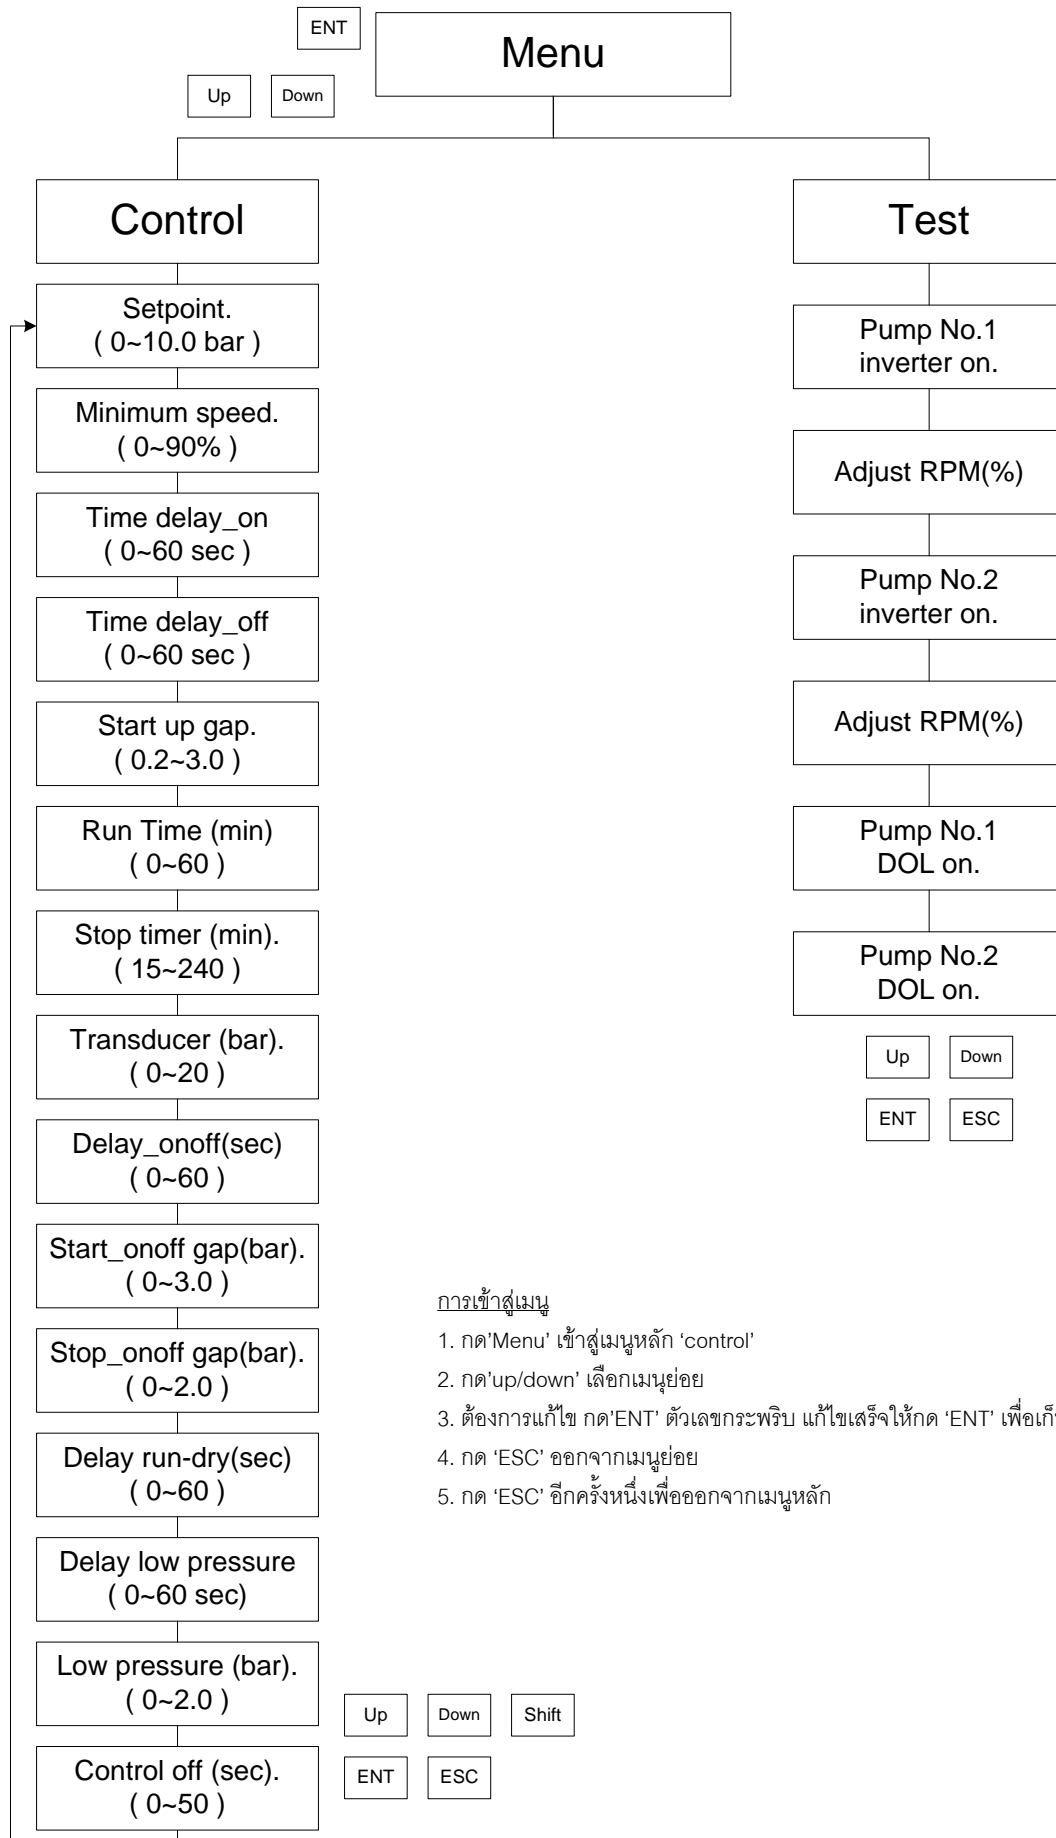 ENT
Menu
Up
Down
Control
Setpoint.
( 0~10.0 bar )
Minimum speed.
( 0~90% )
Time delay_on
( 0~60 sec )
Time delay_off
( 0~60 sec )
Start up gap.
( 0.2~3.0 )
Run Time (min)
( 0~60 )
Stop timer (min).
( 15~240 )
Transducer (bar).
( 0~20 )
Delay_onoff(sec)
( 0~60 )
Start_onoff gap(bar).
( 0~3.0 )
Stop_onoff gap(bar).
( 0~2.0 )
Delay run-dry(sec)
( 0~60 )
Delay low pressure
( 0~60 sec)
Low pressure (bar).
( 0~2.0 )
Control off (sec).
( 0~50 )
Up
Down
Shift
ENT
ESC
Test
Pump No.1
inverter on.
Adjust RPM(%)
Pump No.2
inverter on.
Adjust RPM(%)
Pump No.1
DOL on.
Pump No.2
DOL on.
Up
Down
ENT
ESC
การเข้าสู่เมนู
1. กด’Menu’ เข้าสู่เมนูหลัก ‘control’
2. กด’up/down’ เลือกเมนุย่อย
3. ต้องการแก้ไข กด’ENT’ ตัวเลขกระพริบ แก้ไขเสร็จให้กด ‘ENT’
4. กด ‘ESC’ ออกจากเมนูย่อย
5. กด ‘ESC’ อีกครั้งหนึ่งเพื่อออกจากเมนูหลัก